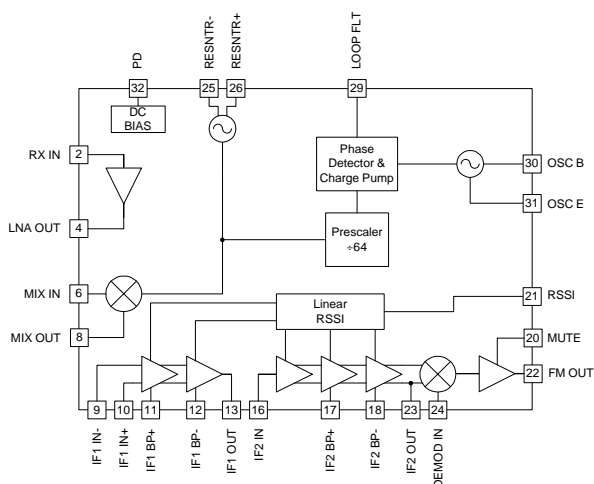 PD
RESNTR-
RESNTR+
LOOP FLT
32
25
26
29
DC
BIAS
RX IN
2
Phase
Detector &
Charge Pump
30
OSC B
31
OSC E
LNA OUT
4
Prescaler
÷64
MIX IN
6
Linear
RSSI
21
RSSI
MIX OUT
8
20
MUTE
22
FM OUT
9
10
11
12
13
16
17
18
23
24
IF1 IN-
IF1 IN+
IF1 BP+
IF1 BP-
IF1 OUT
IF2 IN
IF2 BP+
IF2 BP-
IF2 OUT
DEMOD IN